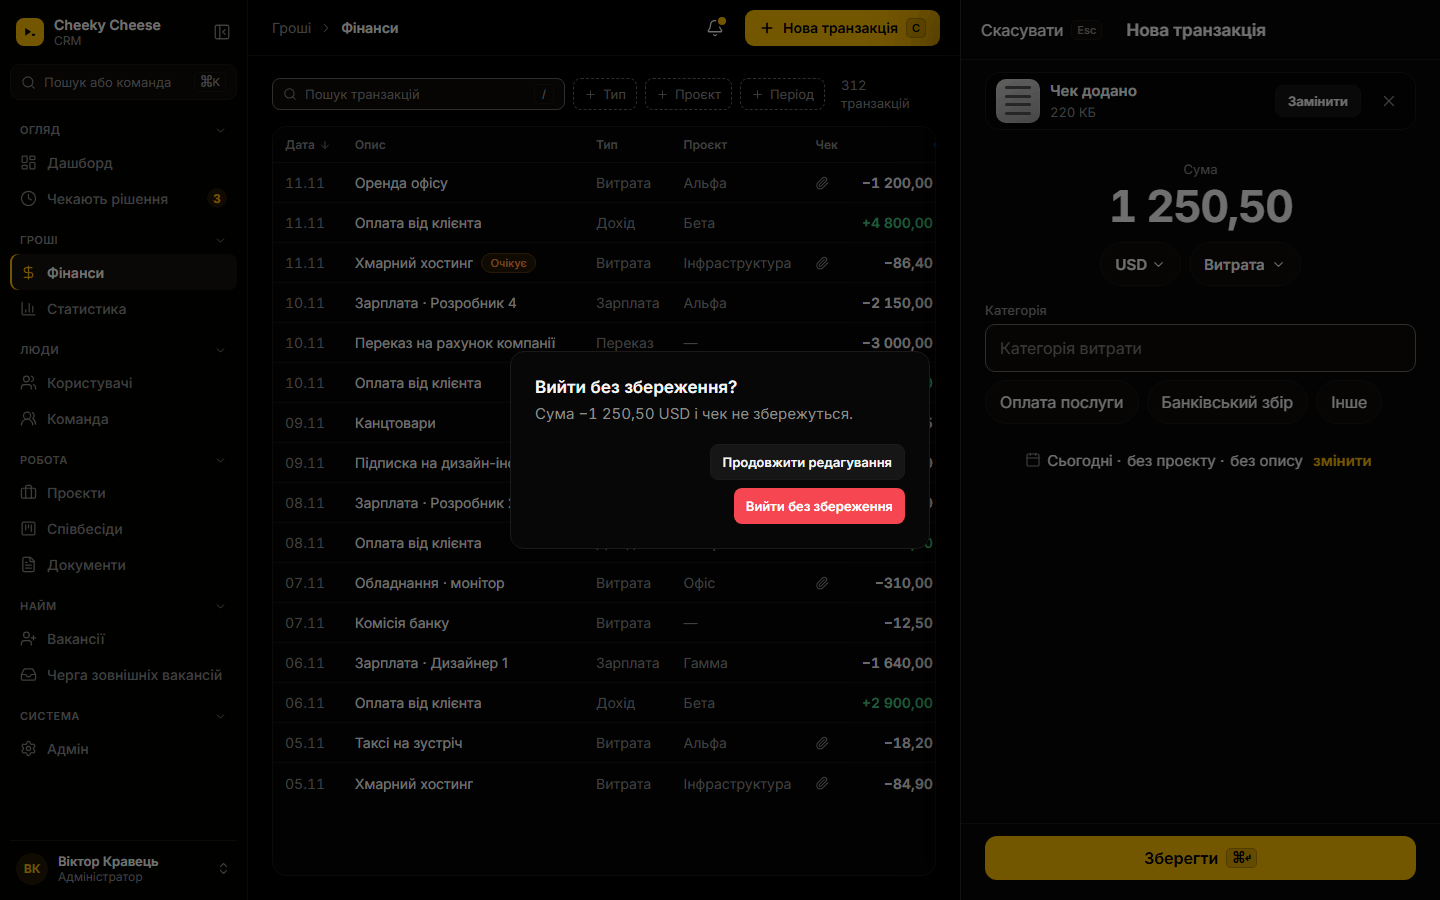 Cheeky Cheese
CRM
Пошук або команда ⌘K
ОГЛЯД
Дашборд
Чекають рішення 3
ГРОШІ
Фінанси
Статистика
ЛЮДИ
Користувачі
Команда
РОБОТА
Проєкти
Співбесіди
Документи
НАЙМ
Вакансії
Черга зовнішніх вакансій
СИСТЕМА
Адмін
ВК
Віктор Кравець
Адміністратор
Гроші > Фінанси
+ Нова транзакція C
Пошук транзакцій /
+ Тип
+ Проєкт
+ Період
312
транзакцій
Дата ↓ Опис Тип Проєкт Чек
11.11 Оренда офісу Витрата Альфа −1 200,00
11.11 Оплата від клієнта Дохід Бета +4 800,00
11.11 Хмарний хостинг Очікує Витрата Інфраструктура −86,40
10.11 Зарплата · Розробник 4 Зарплата Альфа −2 150,00
10.11 Переказ на рахунок компанії Переказ — −3 000,00
10.11 Оплата від клієнта
09.11 Канцтовари
09.11 Підписка на дизайн-
08.11 Зарплата · Розробник
08.11 Оплата від клієнта
07.11 Обладнання · монітор Витрата Офіс −310,00
07.11 Комісія банку Витрата — −12,50
06.11 Зарплата · Дизайнер 1 Зарплата Гамма −1 640,00
06.11 Оплата від клієнта Дохід Бета +2 900,00
05.11 Таксі на зустріч Витрата Альфа −18,20
05.11 Хмарний хостинг Витрата Інфраструктура −84,90
Вийти без збереження?
Сума −1 250,50 USD і чек не збережуться.
Продовжити редагування
Вийти без збереження
Скасувати Esc Нова транзакція
Чек додано
220 КБ
Замінити
Сума
1 250,50
USD
Витрата
Категорія
Категорія витрати
Оплата послуги
Банківський збір
Інше
Сьогодні · без проєкту · без опису змінити
Зберегти ⌘↵